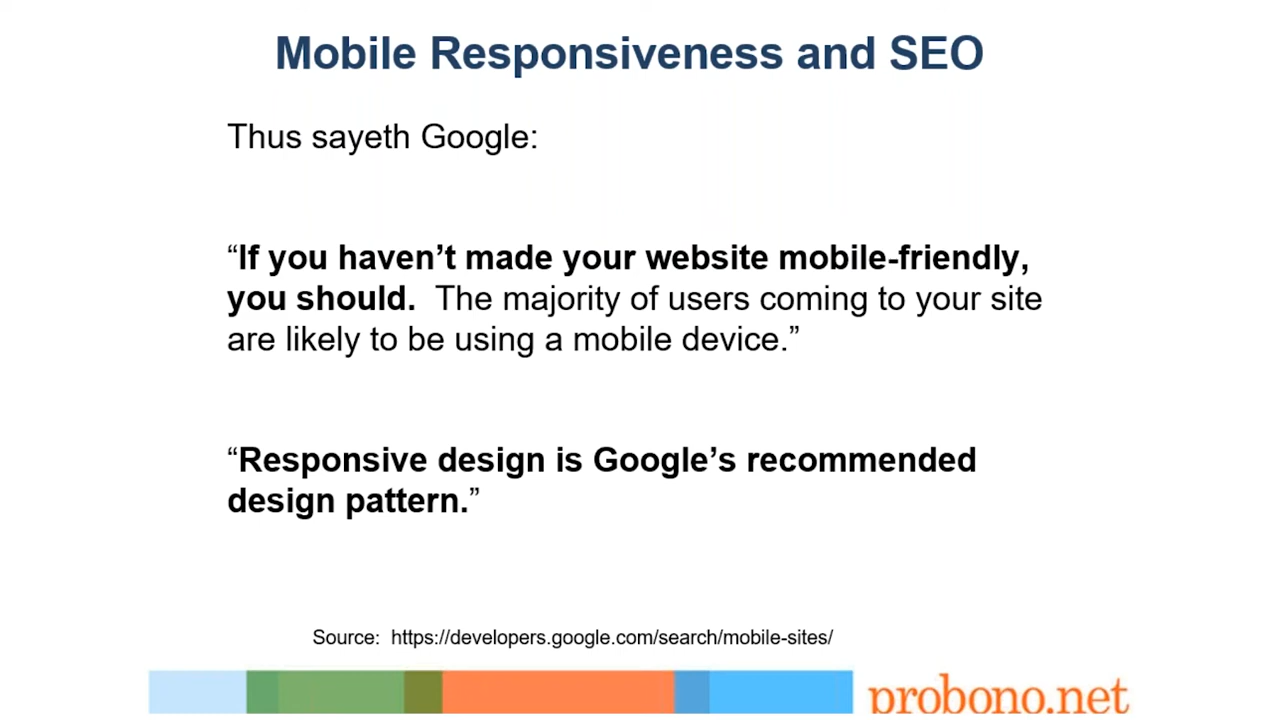 Mobile Responsiveness and SEO
Thus sayeth Google:
“If you haven’t made your website mobile-friendly,
you should.  The majority of users coming to your site
are likely to be using a mobile device.”
“Responsive design is Google’s recommended
design pattern.”
Source:  https://developers.google.com/search/mobile-sites/
probono.net